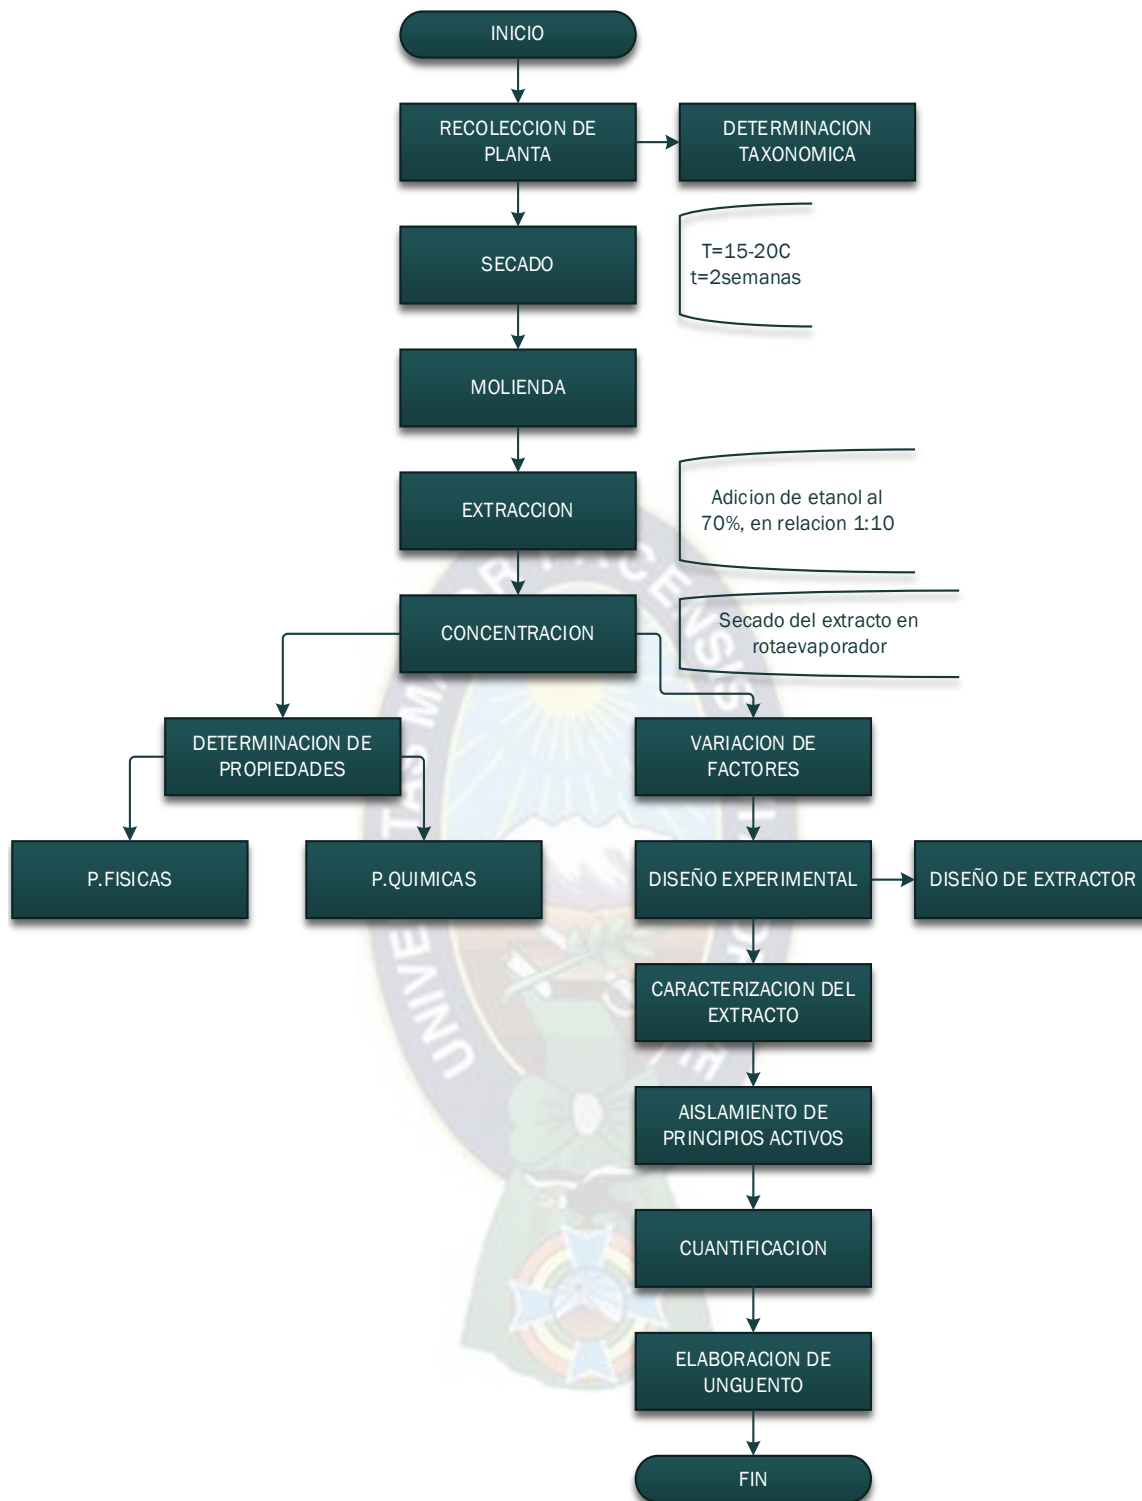 INICIO
RECOLECCION DE
PLANTA
DETERMINACION
TAXONOMICA
SECADO
T=15-20C
t=2semanas
MOLIENDA
EXTRACCION
Adicion de etanol al
70%, en relacion 1:10
CONCENTRACION
Secado del extracto en
rotaevaporador
DETERMINACION DE
PROPIEDADES
VARIACION DE
FACTORES
P.FISICAS
P.QUIMICAS
DISEÑO EXPERIMENTAL
DISEÑO DE EXTRACTOR
CARACTERIZACION DEL
EXTRACTO
AISLAMIENTO DE
PRINCIPIOS ACTIVOS
CUANTIFICACION
ELABORACION DE
UNGUENTO
FIN